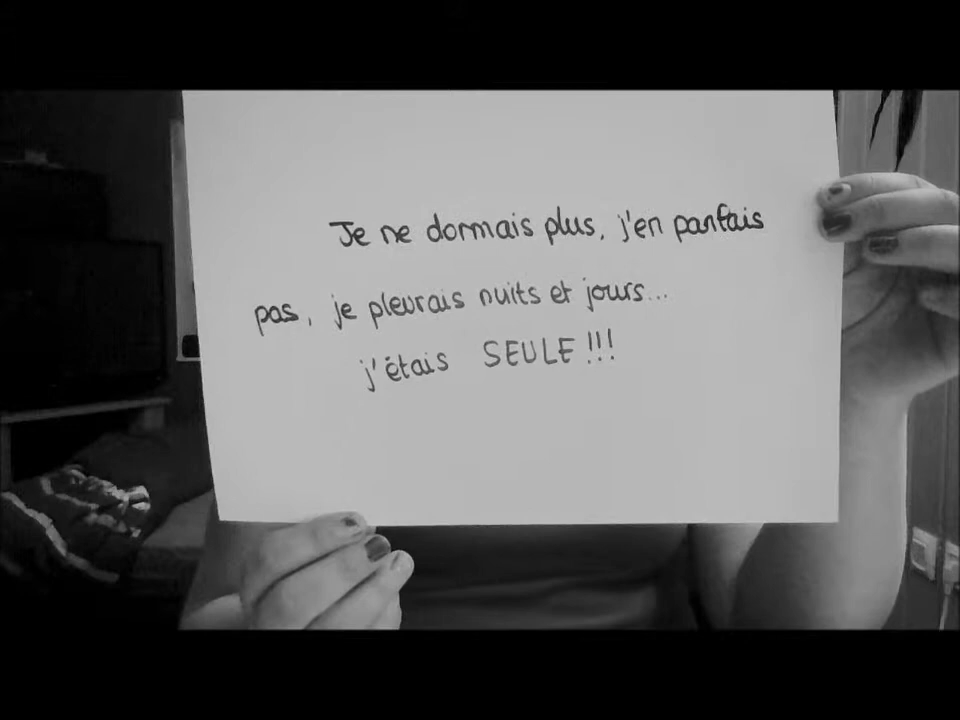 Je ne dormais plus, j'en parlais
pas, je pleurais nuits et jours...
j'étais SEULE!!!